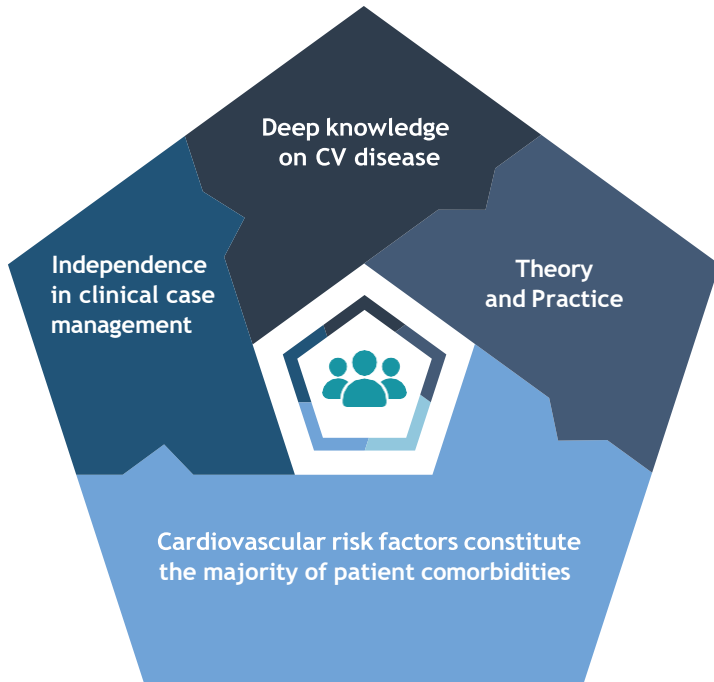 Deep knowledge
on CV disease
Independence
in clinical case
management
Theory
and Practice
Cardiovascular risk factors constitute
the majority of patient comorbidities